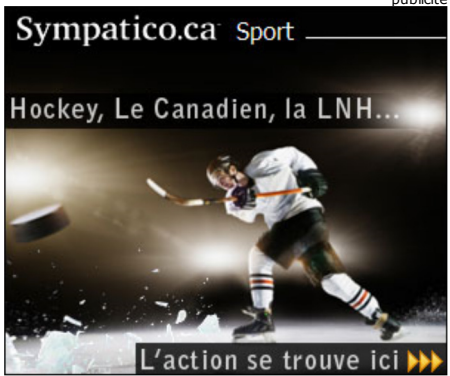 publicité
Sympatico.ca Sport
Hockey, Le Canadien, la LNH...
L'action se trouve ici